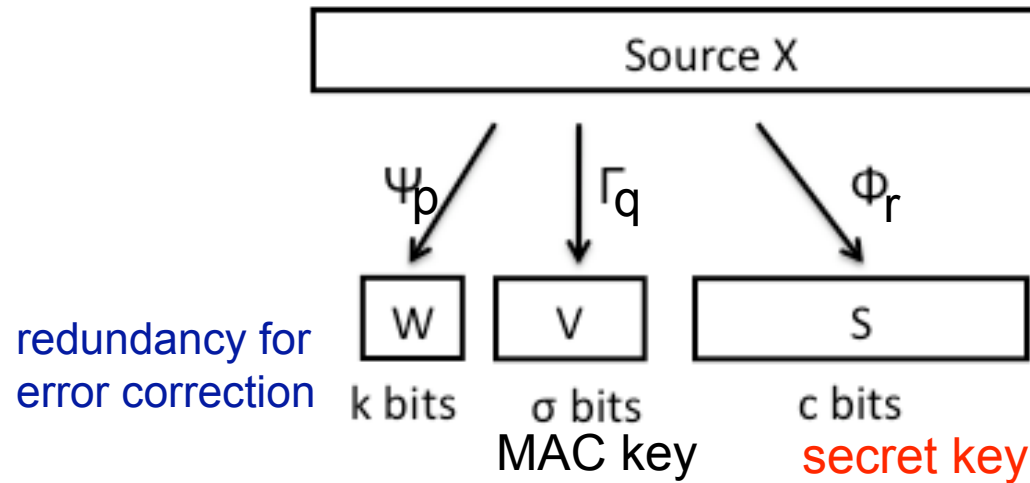 Source X
Ψp Γq Φr
W V S
redundancy for
error correction
k bits σ bits c bits
MAC key secret key